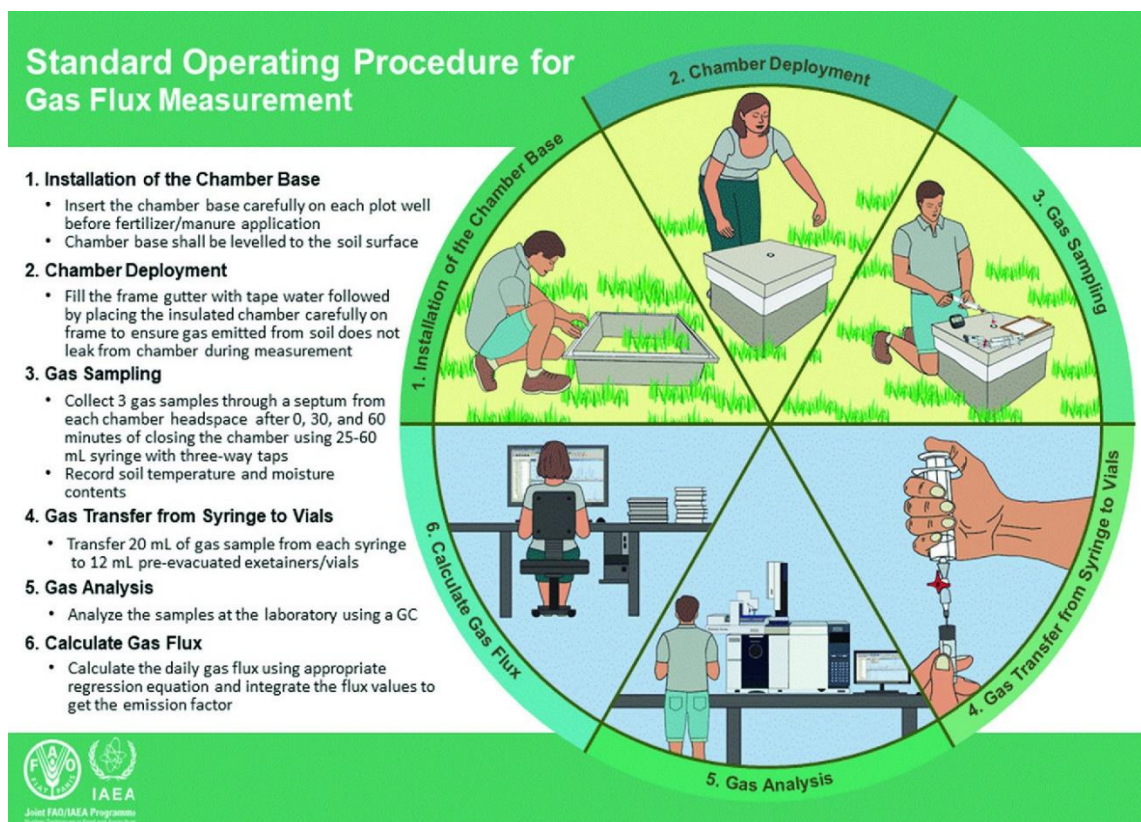 Standard Operating Procedure for
Gas Flux Measurement
1. Installation of the Chamber Base
• Insert the chamber base carefully on each plot well
before fertilizer/manure application
• Chamber base shall be levelled to the soil surface
2. Chamber Deployment
• Fill the frame gutter with tape water followed
by placing the insulated chamber carefully on
frame to ensure gas emitted from soil does not
leak from chamber during measurement
3. Gas Sampling
• Collect 3 gas samples through a septum from
each chamber headspace after 0, 30, and 60
minutes of closing the chamber using 25-60
mL syringe with three-way taps
• Record soil temperature and moisture
contents
4. Gas Transfer from Syringe to Vials
• Transfer 20 mL of gas sample from each syringe
to 12 mL pre-evacuated exetainers/vials
5. Gas Analysis
• Analyze the samples at the laboratory using a GC
6. Calculate Gas Flux
• Calculate the daily gas flux using appropriate
regression equation and integrate the flux values to
get the emission factor
1. Installation of the Chamber Base
2. Chamber Deployment
3. Gas Sampling
4. Gas Transfer from Syringe to Vials
5. Gas Analysis
6. Calculate Gas Flux
F A O
FIAT PANIS
IAEA
Joint FAO/IAEA Programme